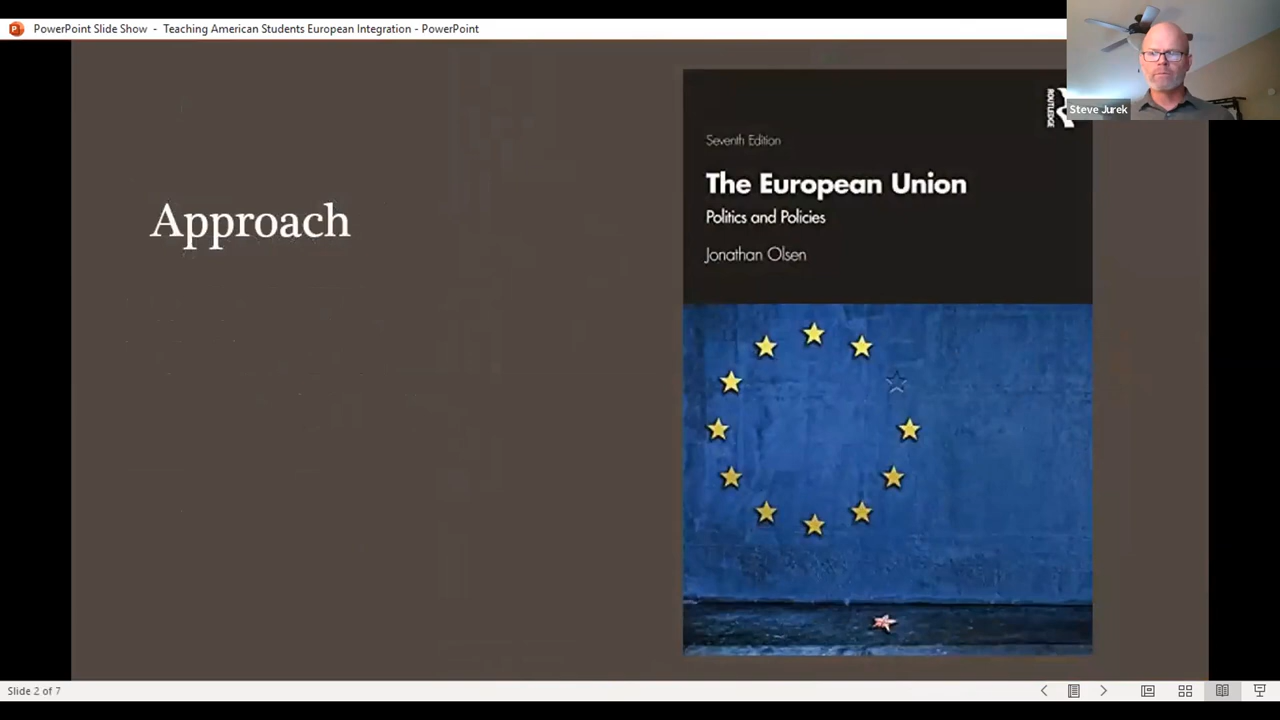 PowerPoint Slide Show - Teaching American Students European Integration - PowerPoint
Steve Jurek
Approach
ROUTLEDGE
Seventh Edition
The European Union
Politics and Policies
Jonathan Olsen
Slide 2 of 7